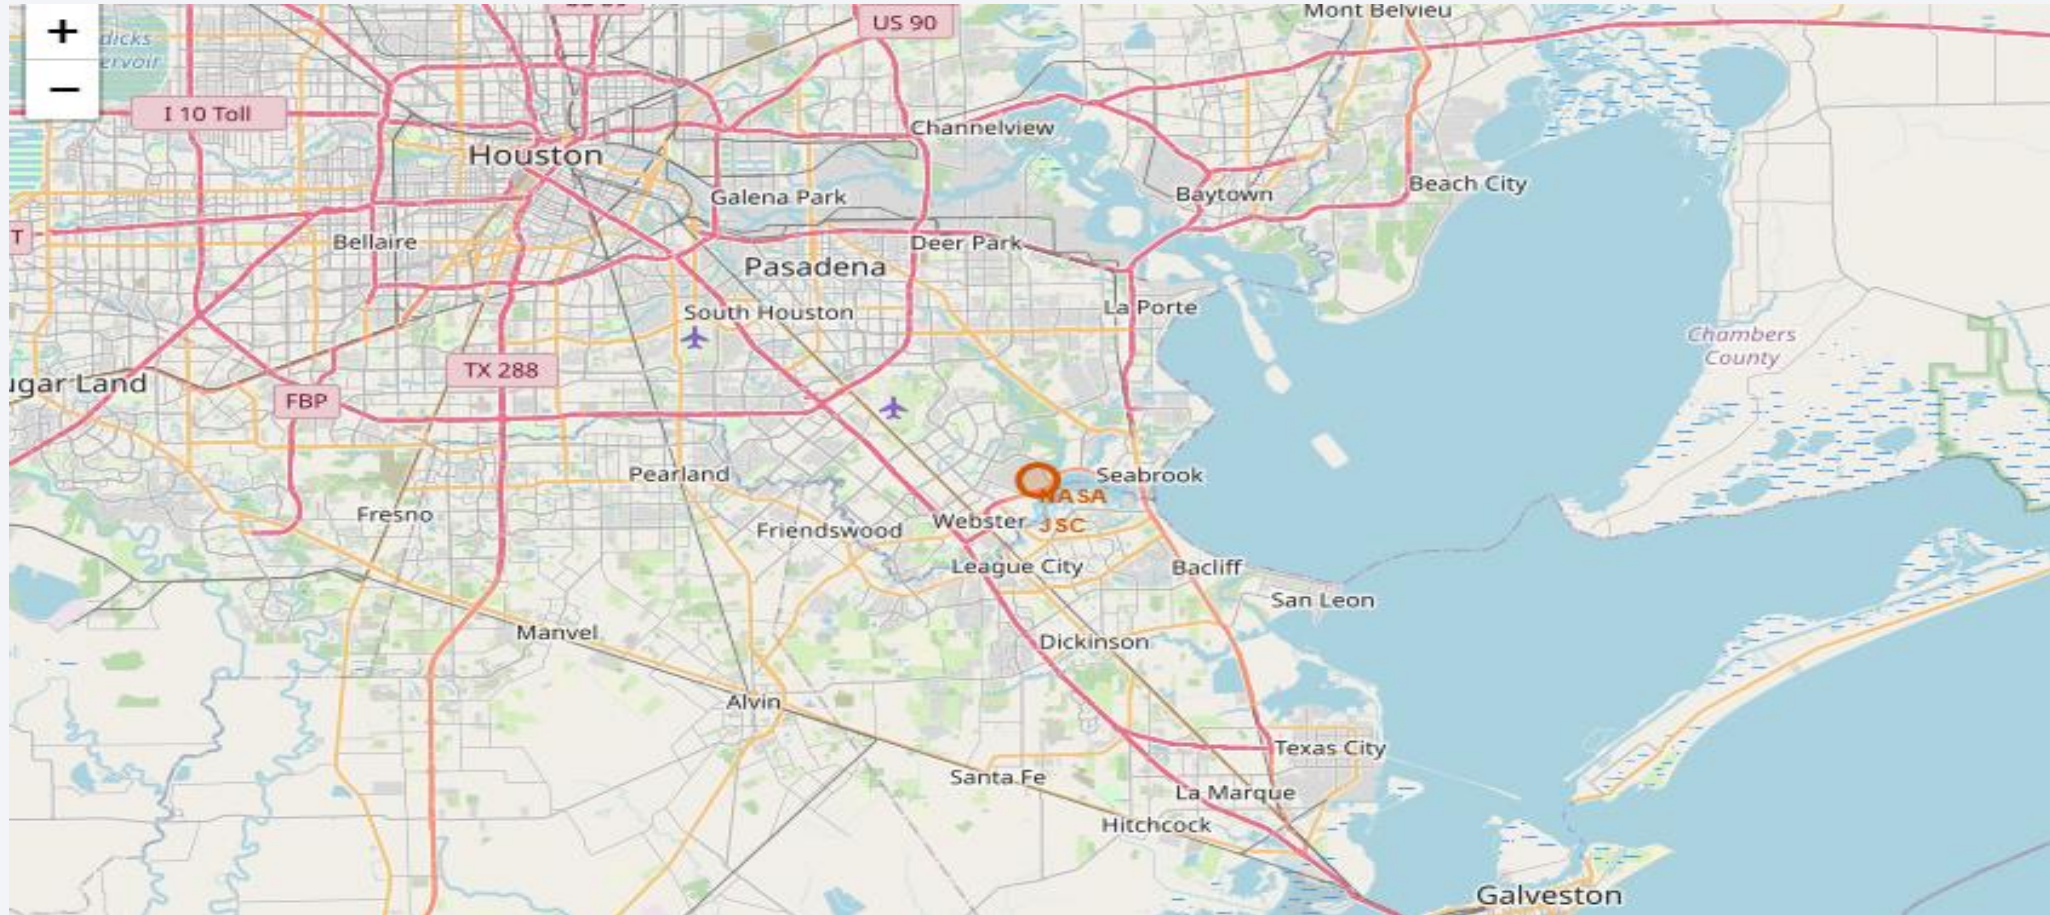 Mont Belvieu
+
US 90
dicks
ervoir
−
I 10 Toll
Channelview
Houston
Beach City
Galena Park
Baytown
T
Bellaire
Deer Park
Pasadena
La Porte
South Houston
Chambers
County
TX 288
ugar Land
FBP
Pearland
Seabrook
NASA
JSC
Fresno
Webster
Friendswood
League City
Bacliff
San Leon
Manvel
Dickinson
Alvin
Texas City
Santa Fe
La Marque
Hitchcock
Galveston